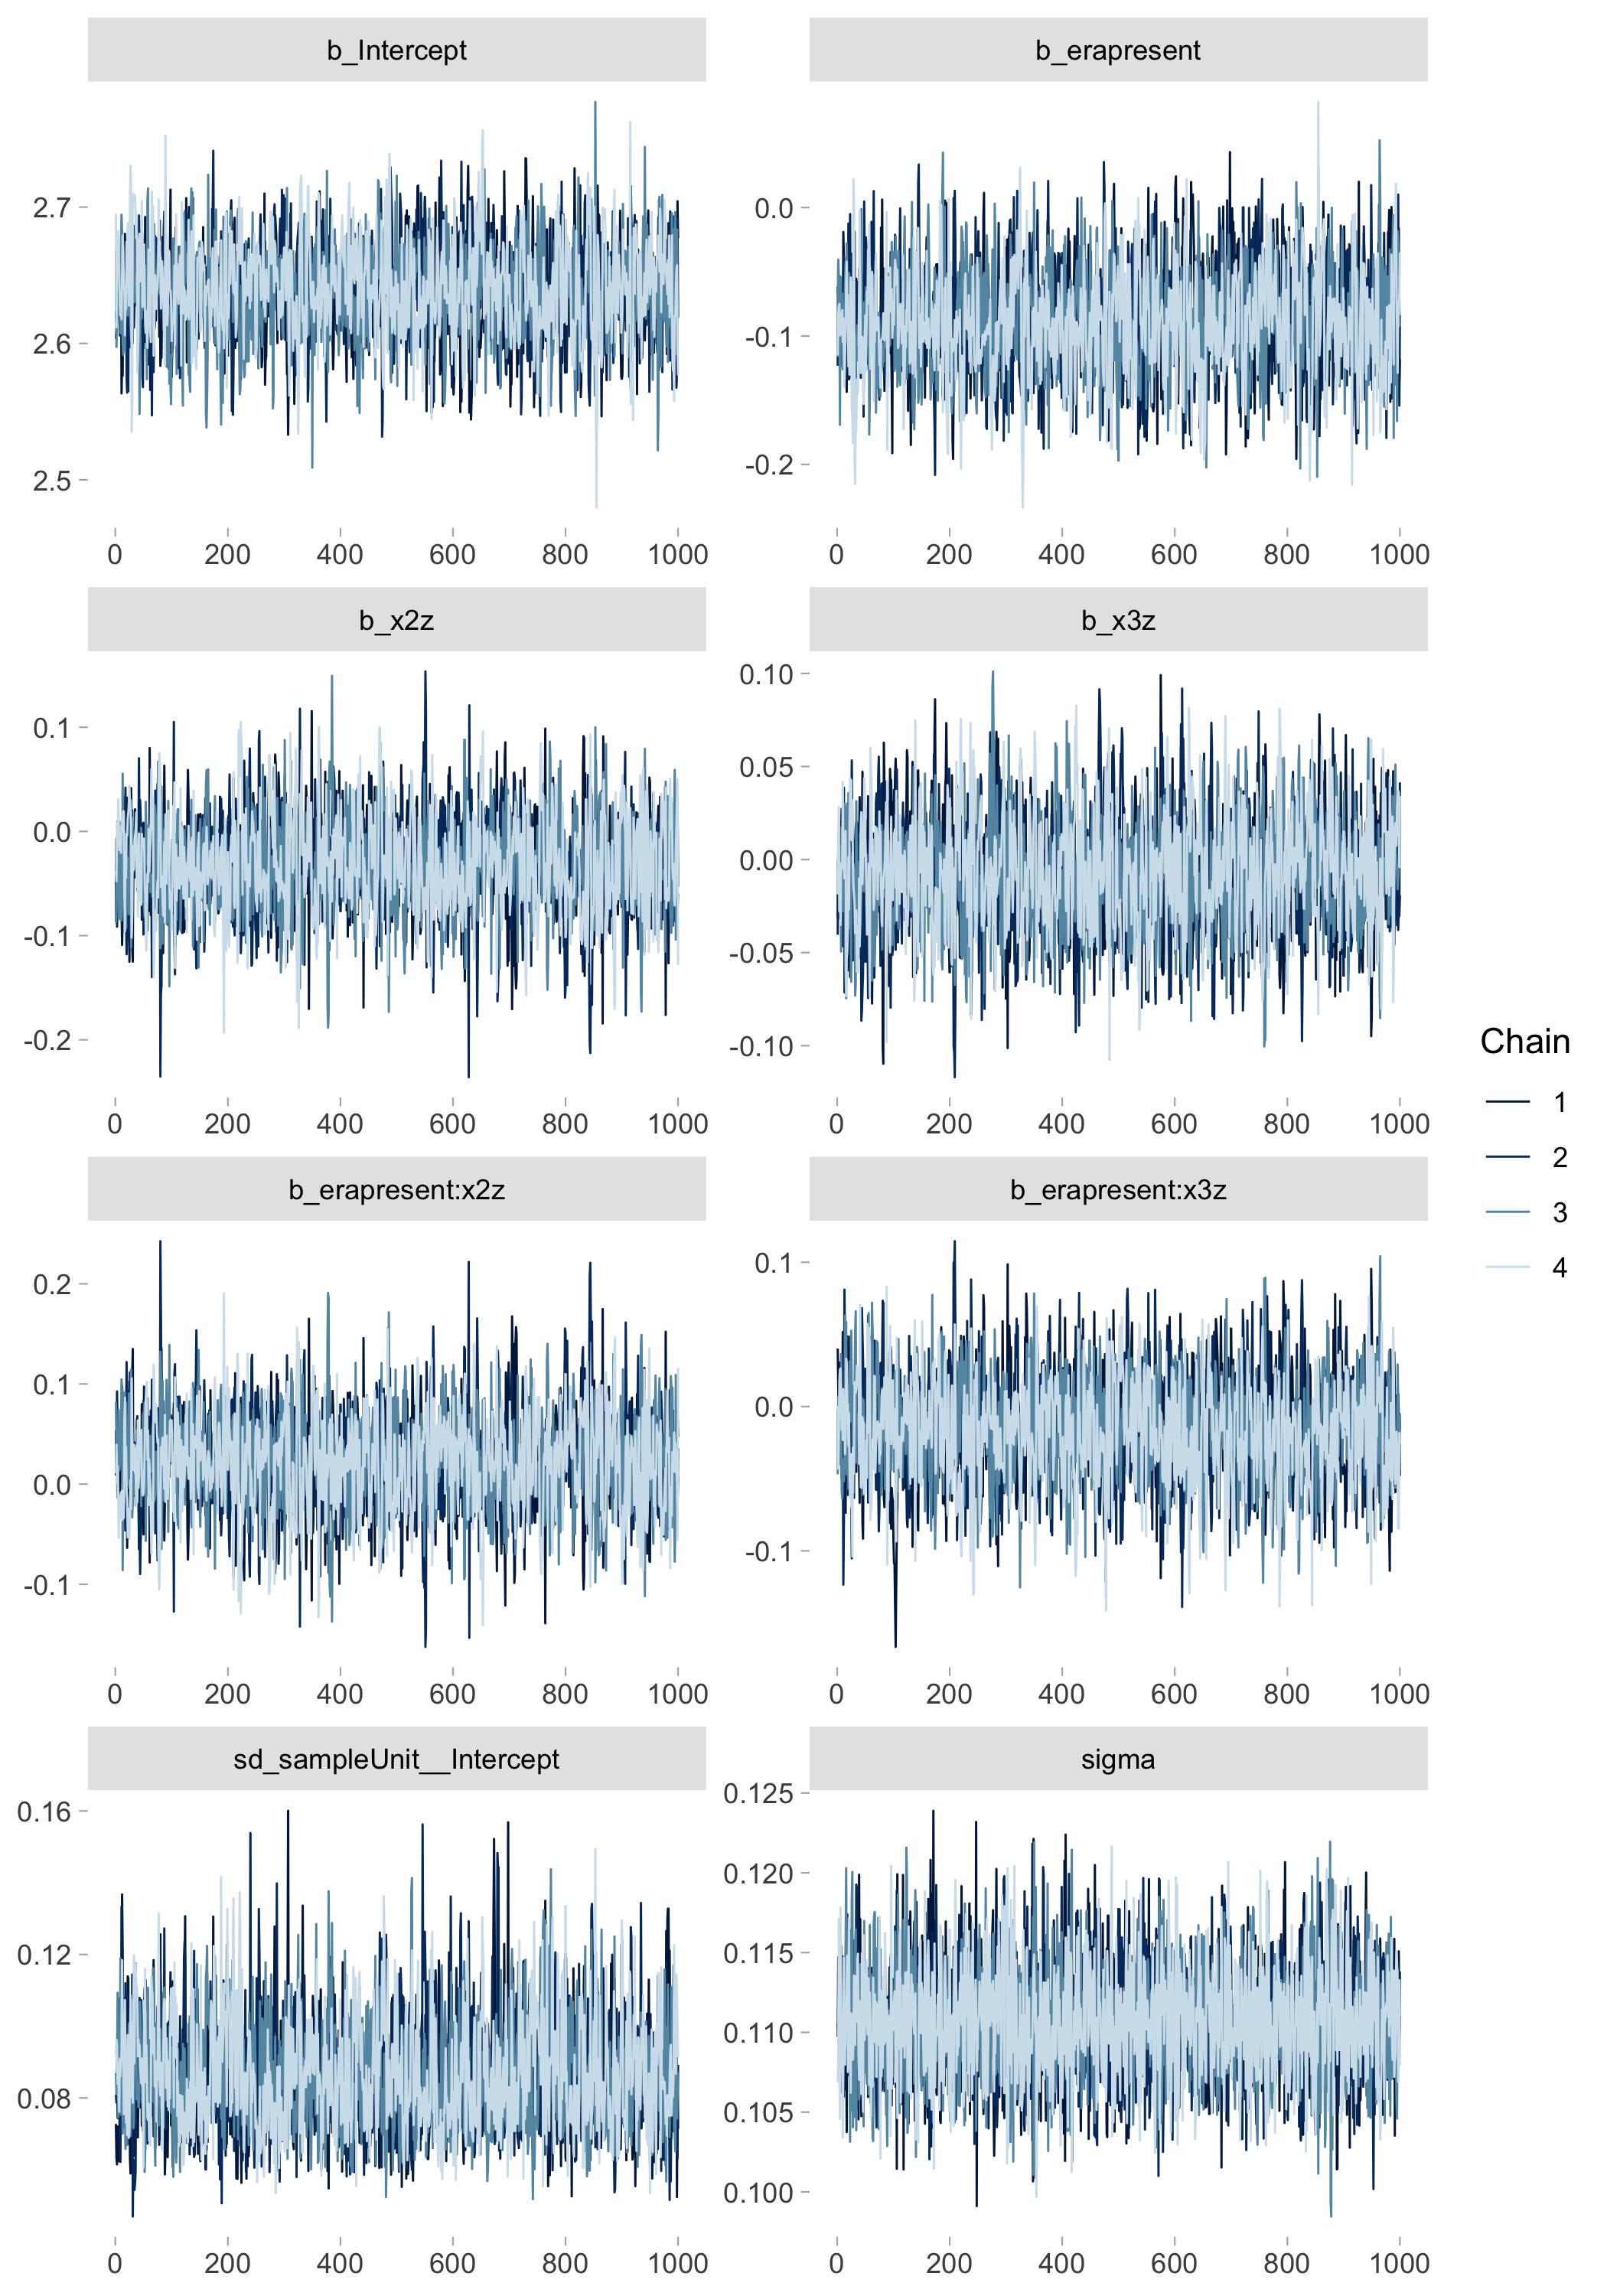 b_Intercept
2.7
2.6
2.5
0 200 400 600 800 1000
b_erapresent
0.0
-0.1
-0.2
0 200 400 600 800 1000
b_x2z
0.1
0.0
-0.1
-0.2
0 200 400 600 800 1000
b_x3z
0.10
0.05
0.00
-0.05
-0.10
0 200 400 600 800 1000
b_erapresent:x2z
0.2
0.1
0.0
-0.1
0 200 400 600 800 1000
b_erapresent:x3z
0.1
0.0
-0.1
0 200 400 600 800 1000
sd_sampleUnit__Intercept
0.16
0.12
0.08
0 200 400 600 800 1000
sigma
0.125
0.120
0.115
0.110
0.105
0.100
0 200 400 600 800 1000
Chain
1
2
3
4